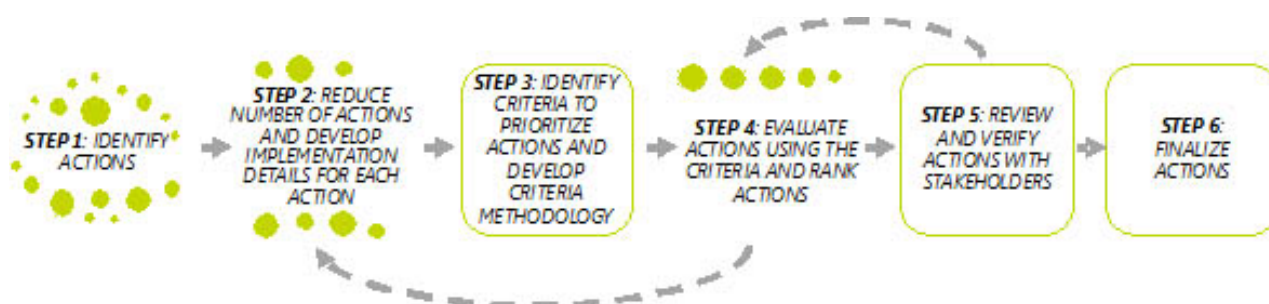 STEP 1: IDENTIFY
ACTIONS
STEP 2: REDUCE
NUMBER OF ACTIONS
AND DEVELOP
IMPLEMENTATION
DETAILS FOR EACH
ACTION
STEP 3: IDENTIFY
CRITERIA TO
PRIORITIZE
ACTIONS AND
DEVELOP
CRITERIA
METHODOLOGY
STEP 4: EVALUATE
ACTIONS USING THE
CRITERIA AND RANK
ACTIONS
STEP 5: REVIEW
AND VERIFY
ACTIONS WITH
STAKEHOLDERS
STEP 6:
FINALIZE
ACTIONS